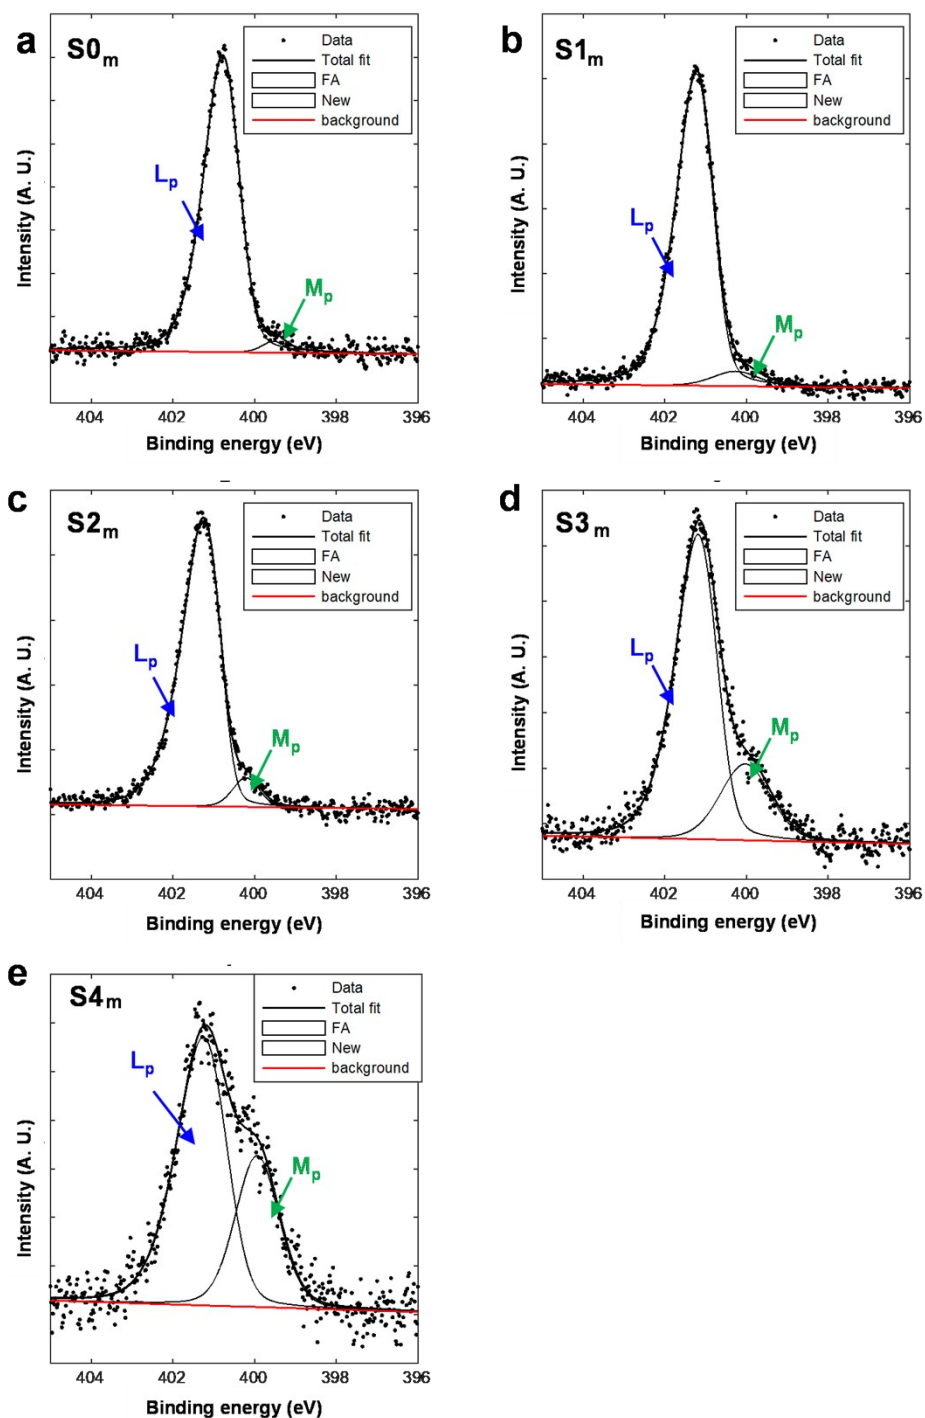 a
S0m
Data
Total fit
FA
New
background
Lp
Mp
Intensity (A. U.)
404 402 400 398 396
Binding energy (eV)
b
S1m
Data
Total fit
FA
New
background
Lp
Mp
Intensity (A. U.)
404 402 400 398 396
Binding energy (eV)
c
S2m
Data
Total fit
FA
New
background
Lp
Mp
Intensity (A. U.)
404 402 400 398 396
Binding energy (eV)
d
S3m
Data
Total fit
FA
New
background
Lp
Mp
Intensity (A. U.)
404 402 400 398 396
Binding energy (eV)
e
S4m
Data
Total fit
FA
New
background
Lp
Mp
Intensity (A. U.)
404 402 400 398 396
Binding energy (eV)